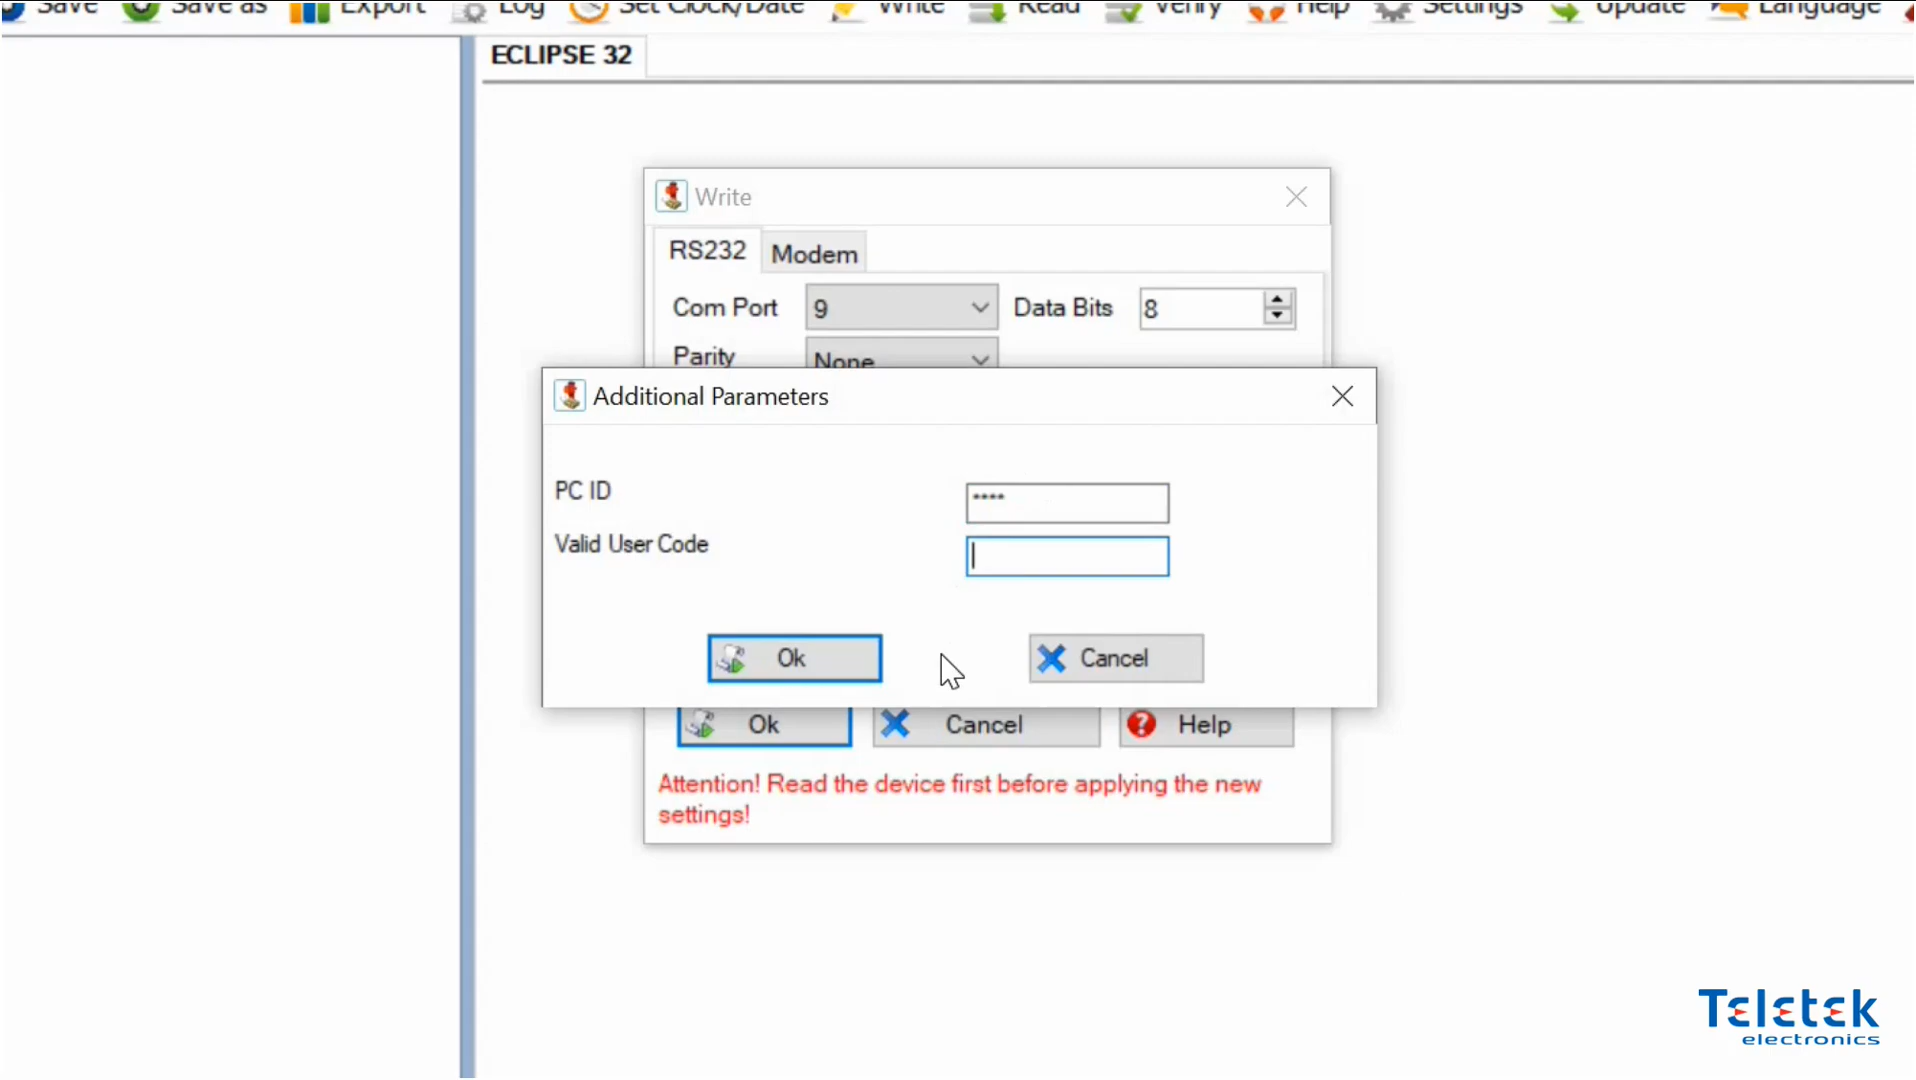 Save Save as Export Log Set Clock/Date Write Read Verify Help Settings Update Language
ECLIPSE 32
Write
RS232 Modem
Com Port 9 Data Bits 8
Parity None
Additional Parameters
PC ID ****
Valid User Code
Ok Cancel
Ok Cancel Help
Attention! Read the device first before applying the new
settings!
Teletek
electronics